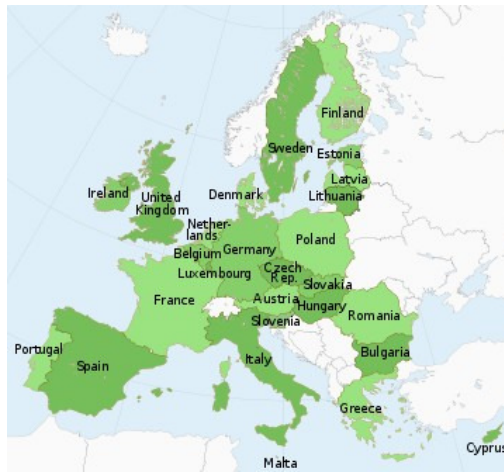 Finland
Sweden
Estonia
Latvia
Lithuania
Denmark
Ireland
United
Kingdom
Nether-
lands
Belgium
Germany
Poland
Luxembourg
Czech
Rep.
Slovakia
France
Austria
Hungary
Slovenia
Romania
Bulgaria
Portugal
Spain
Italy
Greece
Cyprus
Malta